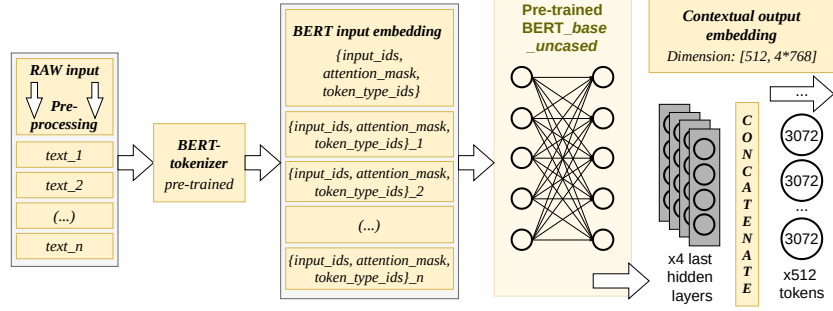 RAW input
Pre-
processing
text_1
text_2
(...)
text_n
BERT-
tokenizer
pre-trained
BERT input embedding
{input_ids,
attention_mask,
token_type_ids}
{input_ids, attention_mask,
token_type_ids}_1
{input_ids, attention_mask,
token_type_ids}_2
(...)
{input_ids, attention_mask,
token_type_ids}_n
Pre-trained
BERT_base
_uncased
Contextual output
embedding
Dimension: [512, 4*768]
x4 last
hidden
layers
C
O
N
C
A
T
E
N
A
T
E
...
3072
3072
...
3072
x512
tokens